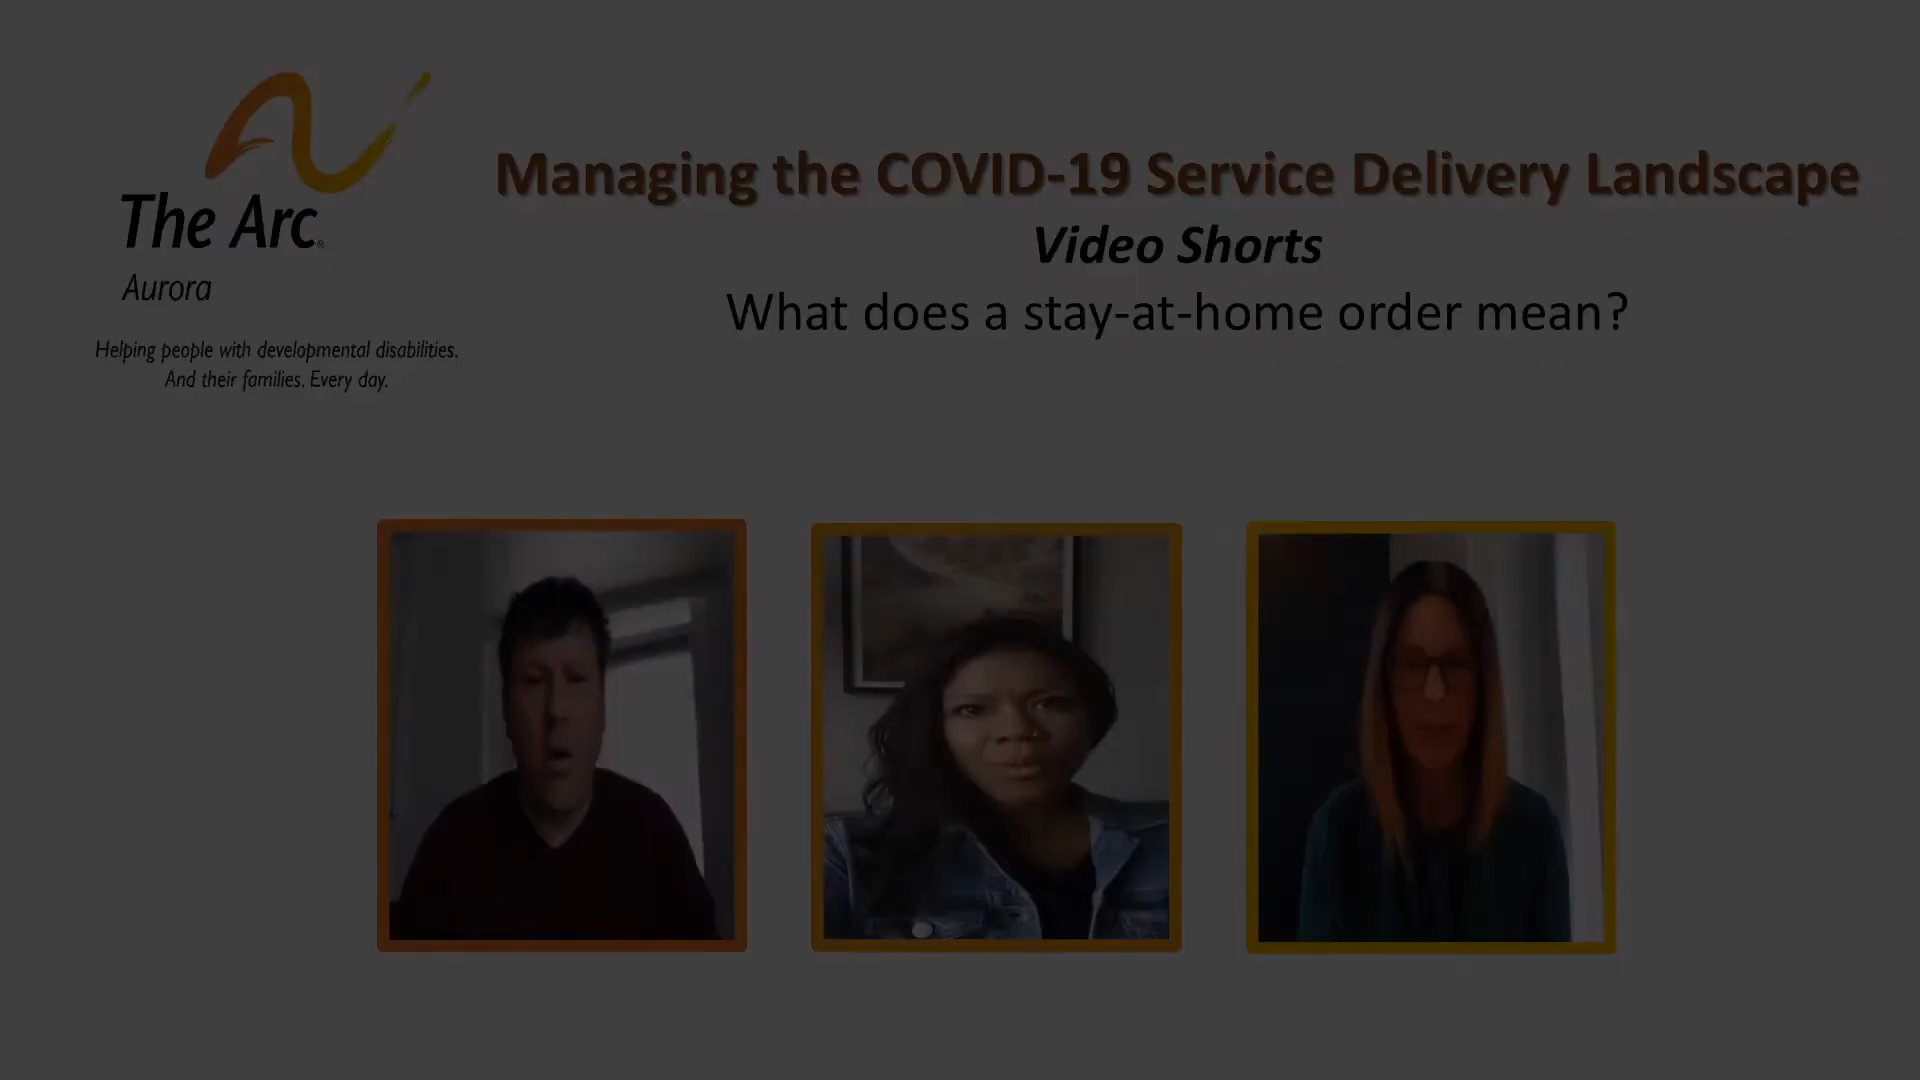 The Arc®
Aurora
Helping people with developmental disabilities.
And their families. Every day.
Managing the COVID-19 Service Delivery Landscape
Video Shorts
What does a stay-at-home order mean?